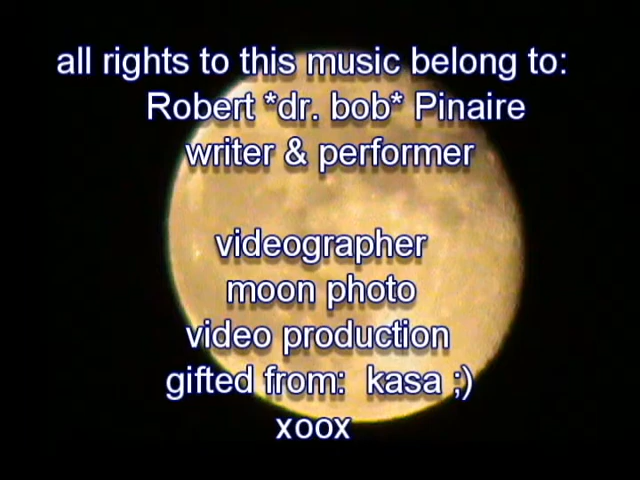 all rights to this music belong to:
Robert *dr. bob* Pinaire
writer & performer
videographer
moon photo
video production
gifted from: kasa ;)
xoox